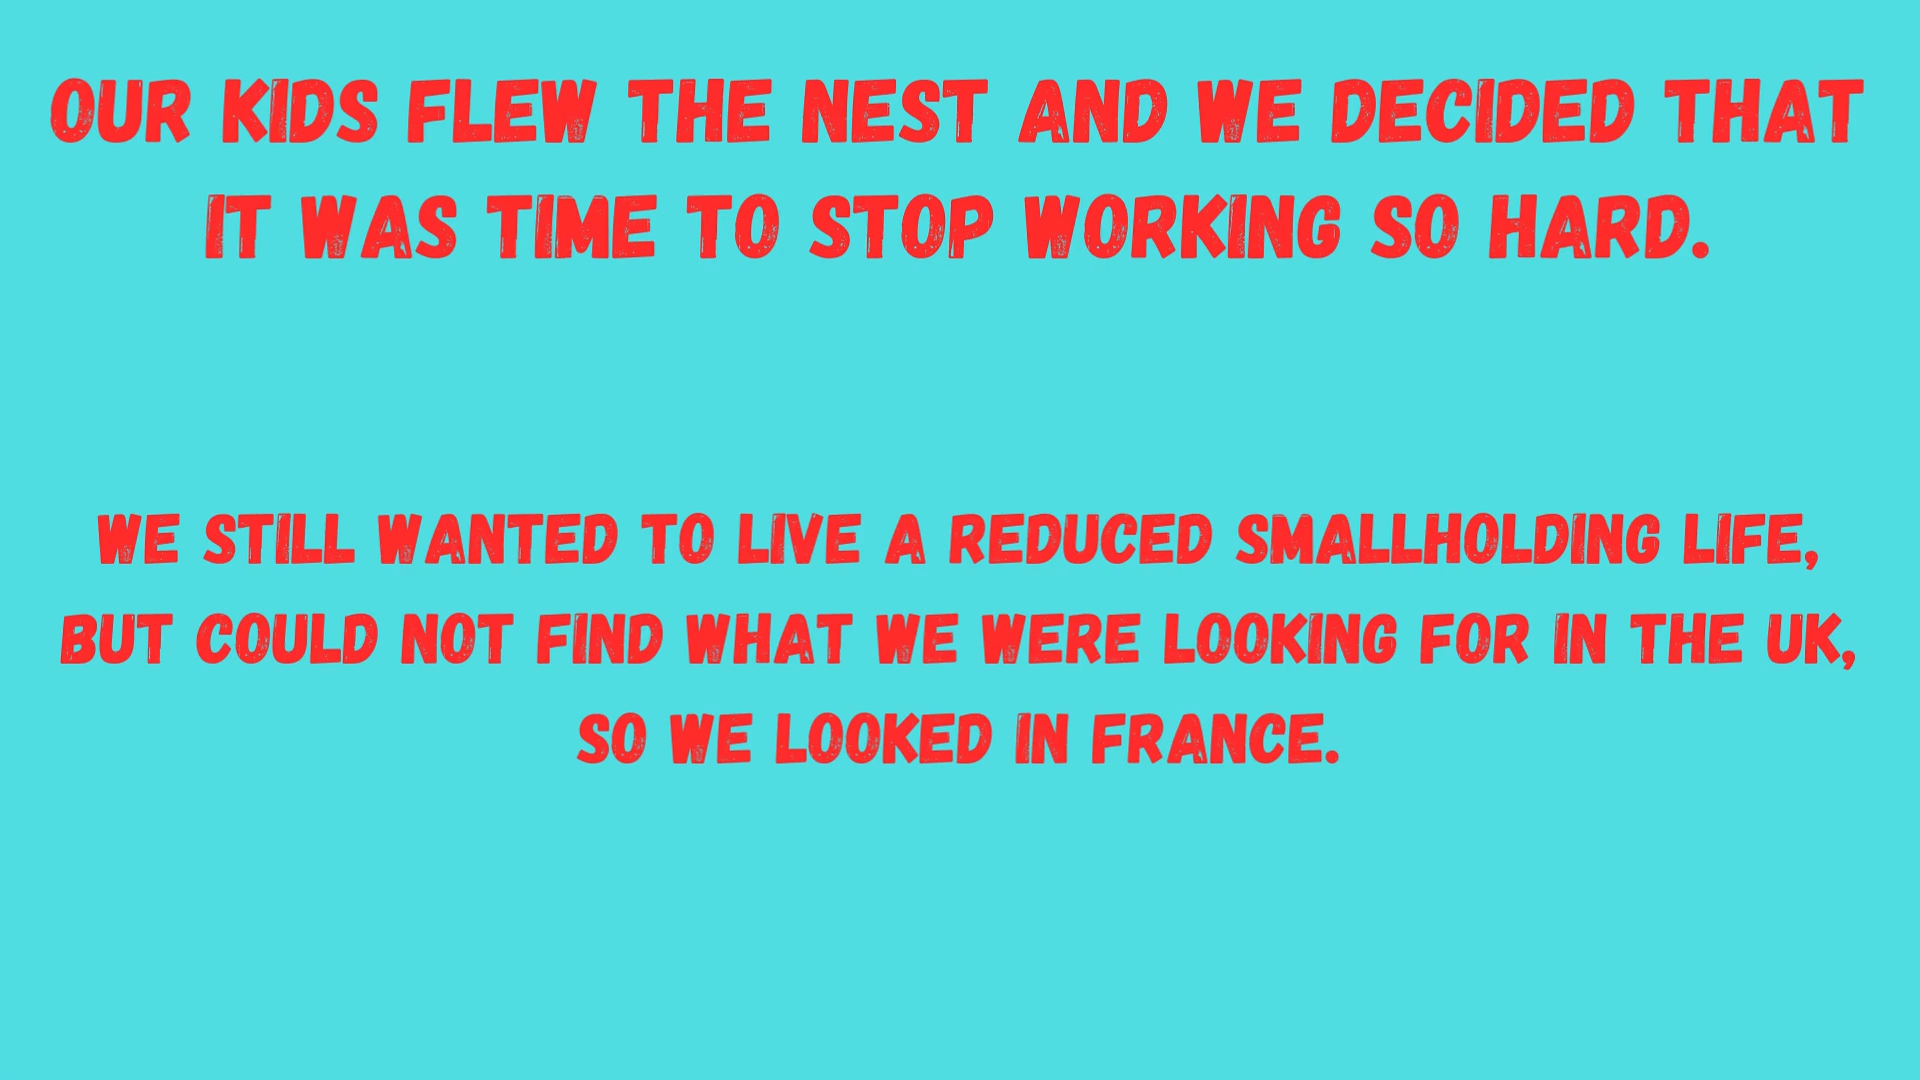 OUR KIDS FLEW THE NEST AND WE DECIDED THAT
IT WAS TIME TO STOP WORKING SO HARD.
WE STILL WANTED TO LIVE A REDUCED SMALLHOLDING LIFE,
BUT COULD NOT FIND WHAT WE WERE LOOKING FOR IN THE UK,
SO WE LOOKED IN FRANCE.